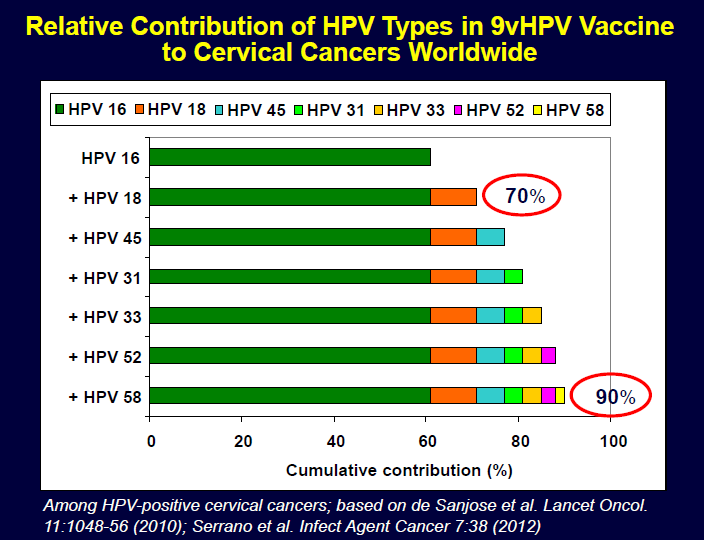 Relative Contribution of HPV Types in 9vHPV Vaccine
to Cervical Cancers Worldwide
HPV 16 HPV 18 HPV 45 HPV 31 HPV 33 HPV 52 HPV 58
HPV 16
+ HPV 18 70%
+ HPV 45
+ HPV 31
+ HPV 33
+ HPV 52
+ HPV 58 90%
0 20 40 60 80 100
Cumulative contribution (%)
Among HPV-positive cervical cancers; based on de Sanjose et al. Lancet Oncol.
11:1048-56 (2010); Serrano et al. Infect Agent Cancer 7:38 (2012)